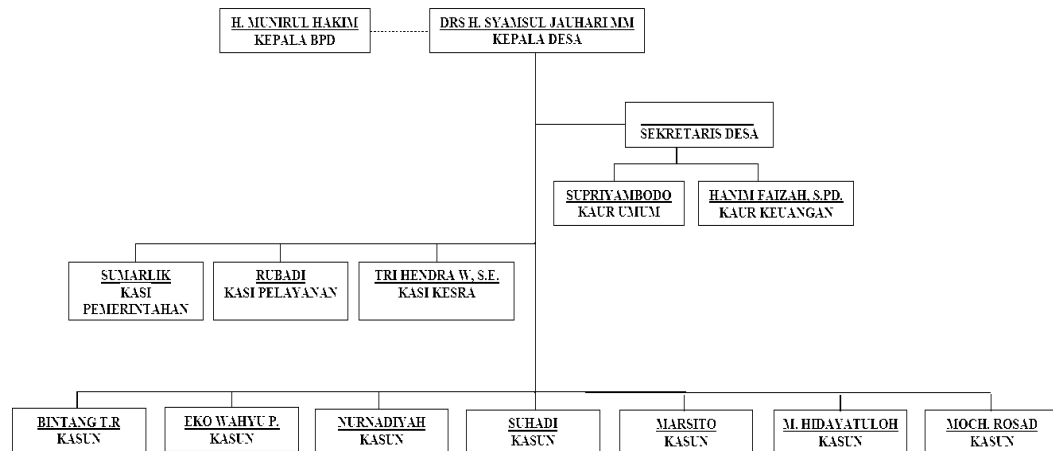 H. MUNIRUL HAKIM
KEPALA BPD
DRS H. SYAMSUL JAUHARI MM
KEPALA DESA
SEKRETARIS DESA
SUPRIYAMBODO
KAUR UMUM
HANIM FAIZAH, S.PD.
KAUR KEUANGAN
SUMARLIK
KASI
PEMERINTAHAN
RUBADI
KASI PELAYANAN
TRI HENDRA W, S.E.
KASI KESRA
BINTANG T.R
KASUN
EKO WAHYU P.
KASUN
NURNADIYAH
KASUN
SUHADI
KASUN
MARSITO
KASUN
M. HIDAYATULOH
KASUN
MOCH. ROSAD
KASUN